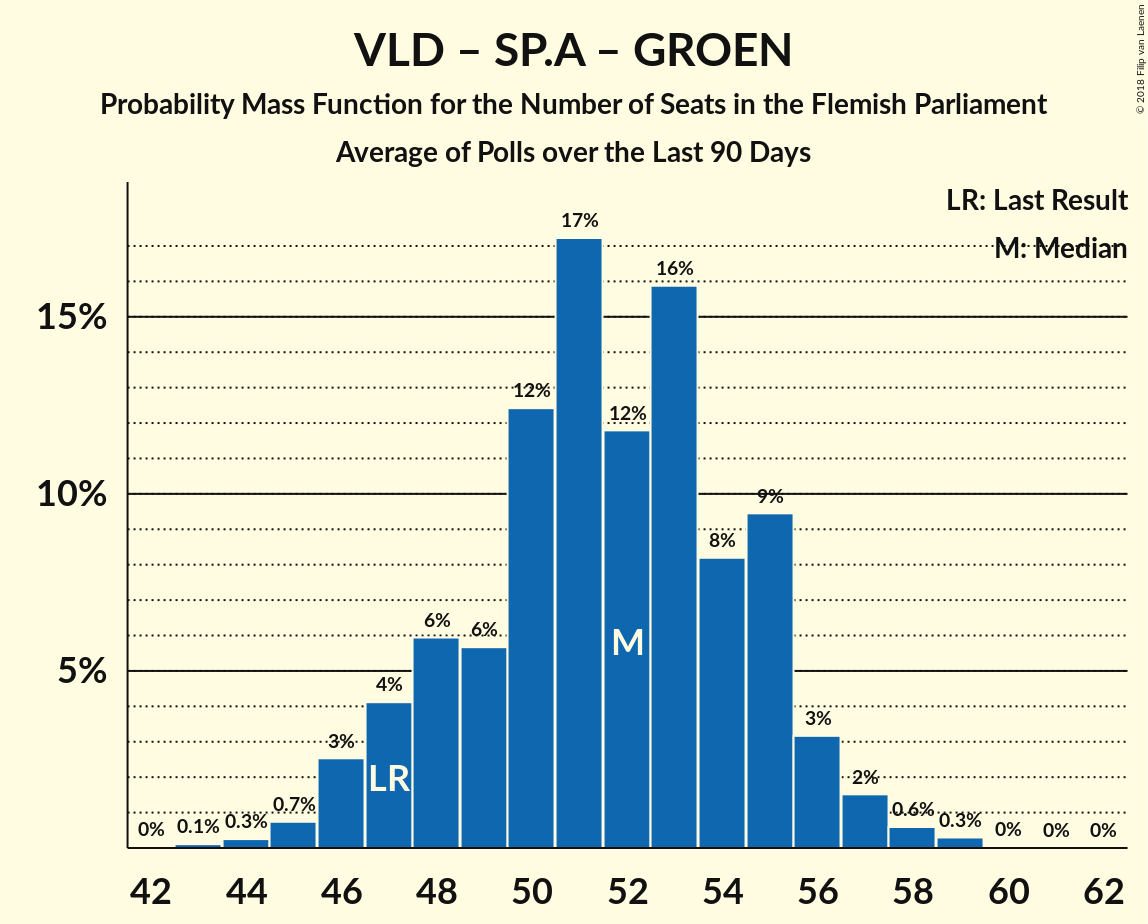 VLD – SP.A – GROEN
Probability Mass Function for the Number of Seats in the Flemish Parliament
Average of Polls over the Last 90 Days
© 2018 Filip van Laenen
LR: Last Result
M: Median
15%
10%
5%
0%
0.1%
0.3%
0.7%
3%
4%
6%
6%
12%
17%
12%
16%
8%
9%
3%
2%
0.6%
0.3%
0%
0%
0%
LR
M
42 44 46 48 50 52 54 56 58 60 62